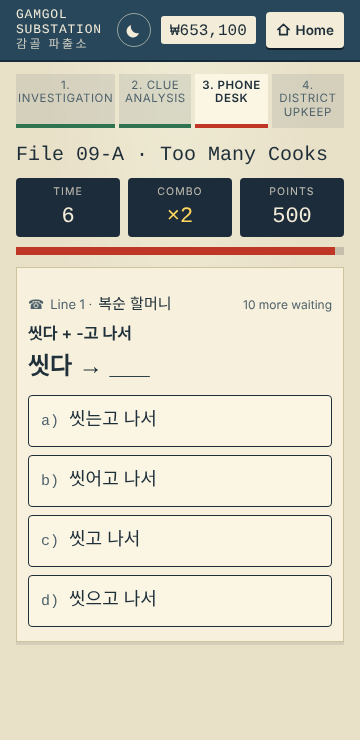 GAMGOL
SUBSTATION
감골 파출소
₩653,100
Home
1.
INVESTIGATION
2. CLUE
ANALYSIS
3. PHONE
DESK
4.
DISTRICT
UPKEEP
File 09-A · Too Many Cooks
TIME
6
COMBO
×2
POINTS
500
☎ Line 1 · 복순 할머니
10 more waiting
씻다 + -고 나서
씻다 → ____
a) 씻는고 나서
b) 씻어고 나서
c) 씻고 나서
d) 씻으고 나서